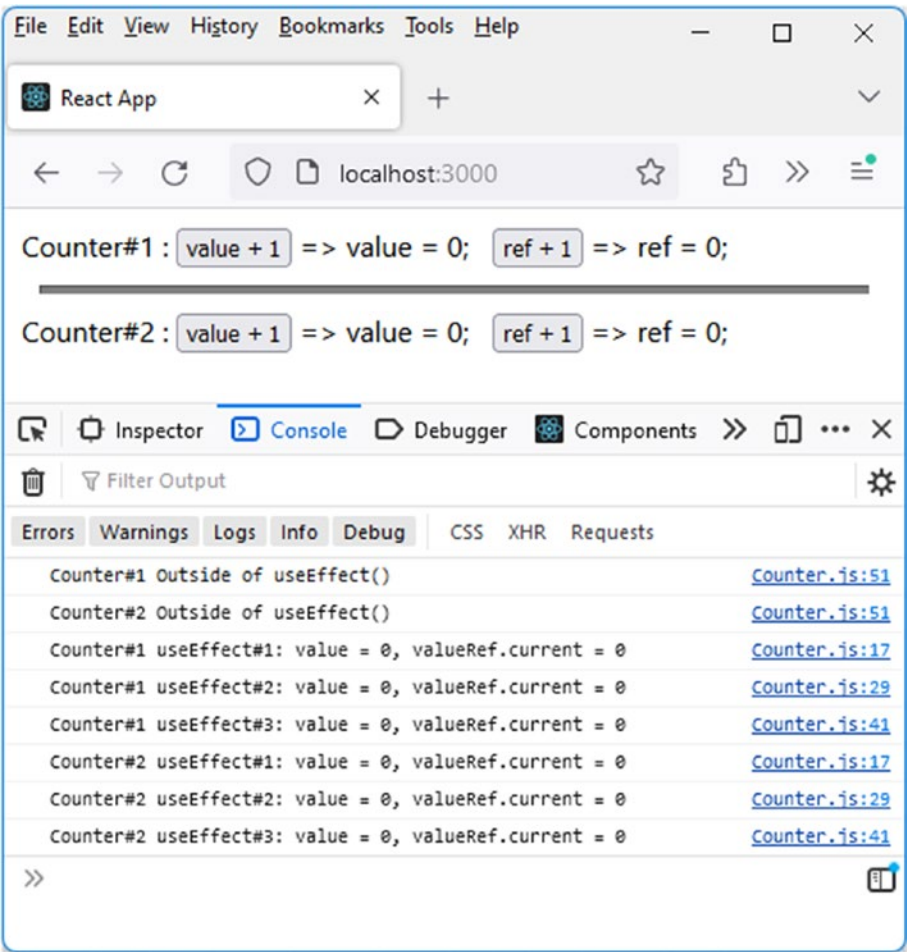 File Edit View History Bookmarks Tools Help
React App
localhost:3000
Counter#1 : value + 1 => value = 0; ref + 1 => ref = 0;
Counter#2 : value + 1 => value = 0; ref + 1 => ref = 0;
Inspector Console Debugger Components
Filter Output
Errors Warnings Logs Info Debug CSS XHR Requests
Counter#1 Outside of useEffect() Counter.js:51
Counter#2 Outside of useEffect() Counter.js:51
Counter#1 useEffect#1: value = 0, valueRef.current = 0 Counter.js:17
Counter#1 useEffect#2: value = 0, valueRef.current = 0 Counter.js:29
Counter#1 useEffect#3: value = 0, valueRef.current = 0 Counter.js:41
Counter#2 useEffect#1: value = 0, valueRef.current = 0 Counter.js:17
Counter#2 useEffect#2: value = 0, valueRef.current = 0 Counter.js:29
Counter#2 useEffect#3: value = 0, valueRef.current = 0 Counter.js:41